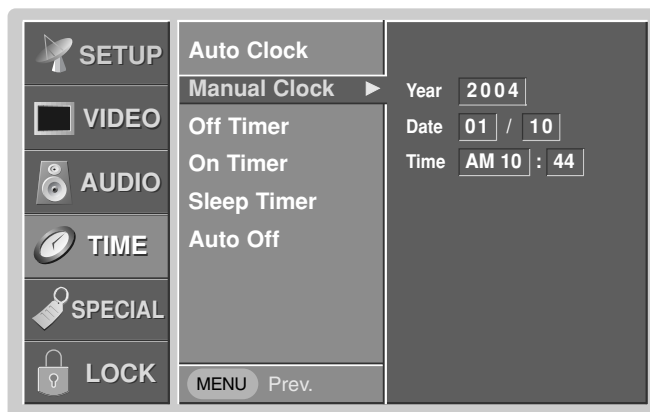 SETUP
VIDEO
AUDIO
TIME
SPECIAL
LOCK
Auto Clock
Manual Clock ►
Off Timer
On Timer
Sleep Timer
Auto Off
MENU Prev.
Year 2004
Date 01 / 10
Time AM 10 : 44